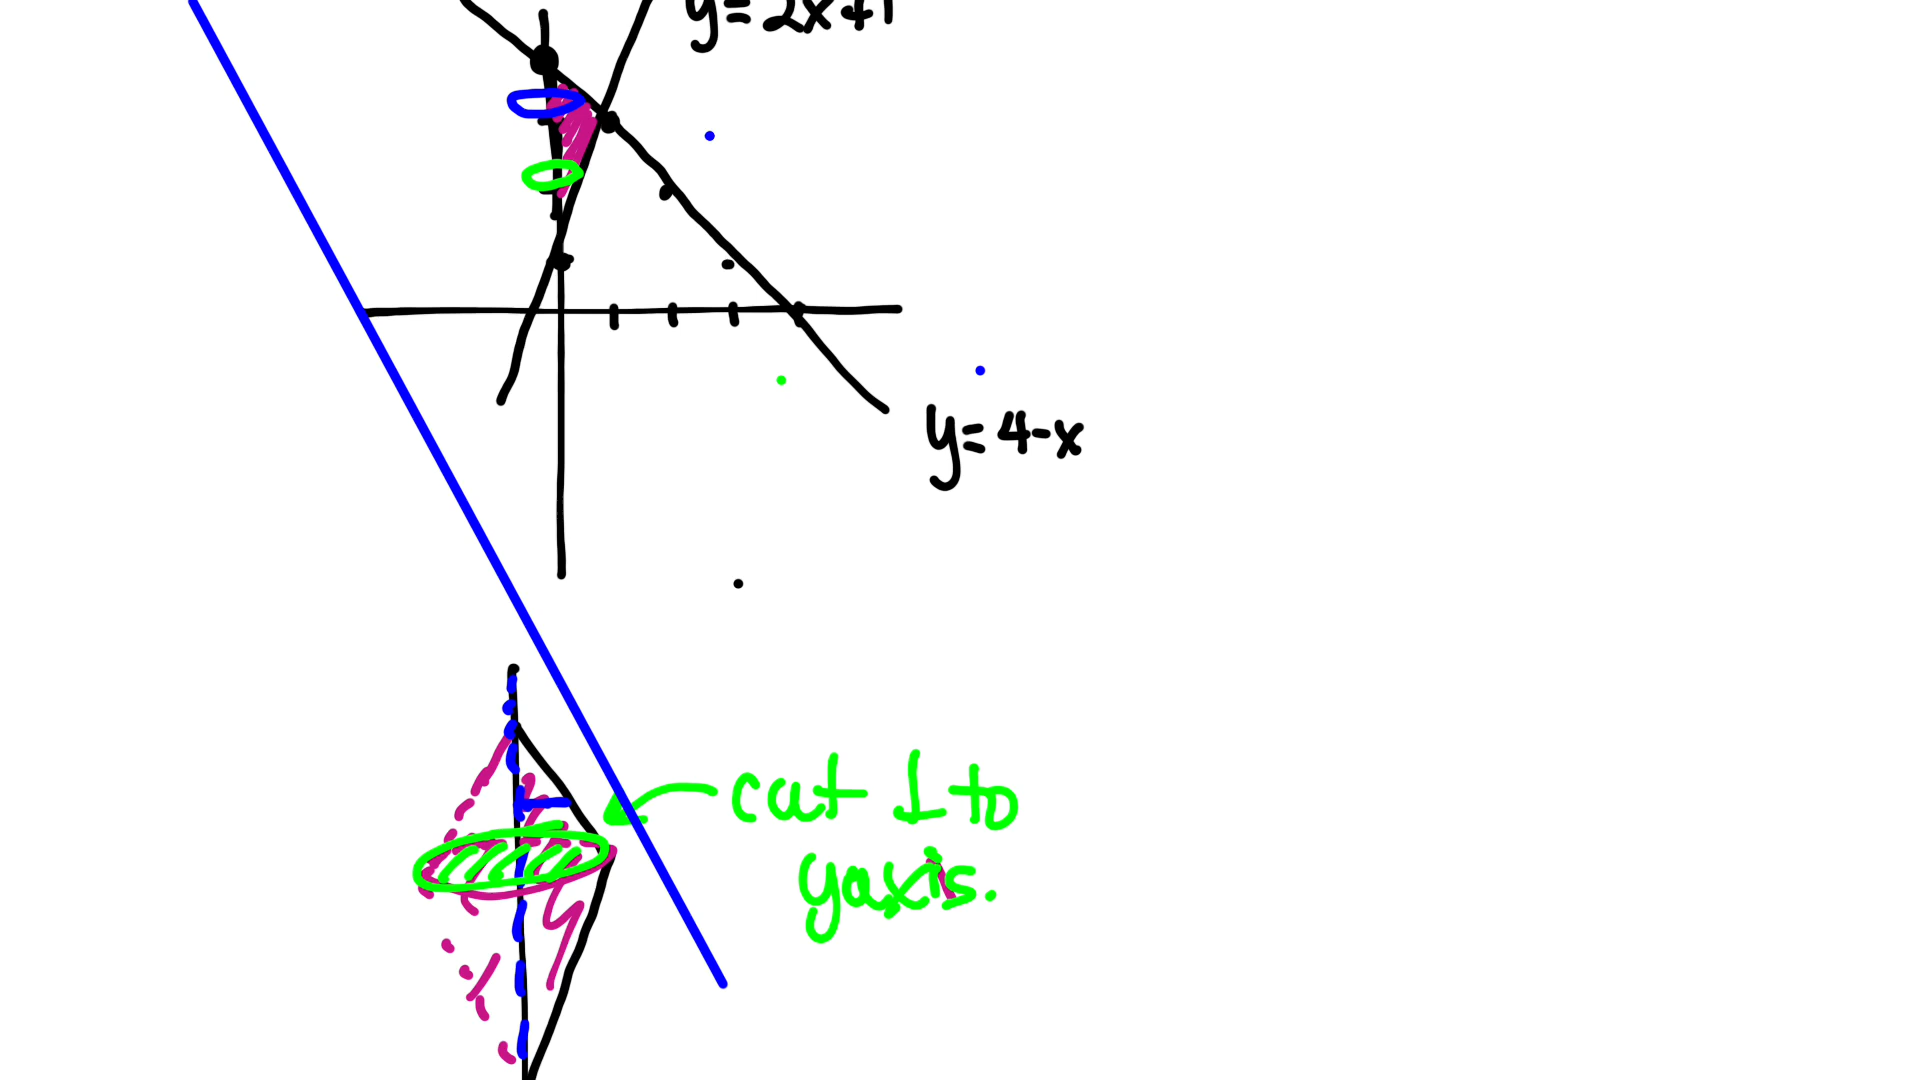 y=2x+1
y=4-x
cut ⊥ to
y axis.